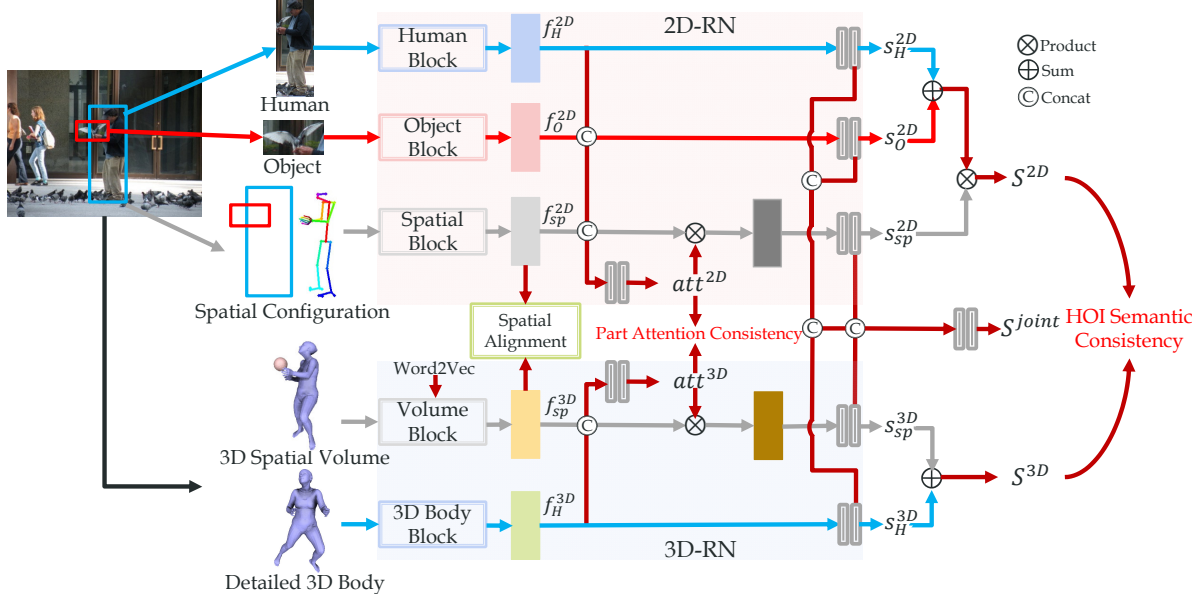 2D-RN
Human
Block
f_H^{2D}
s_H^{2D}
Product
Sum
Concat
Human
Object
Block
f_O^{2D}
C
s_O^{2D}
Object
C
S^{2D}
Spatial
Block
f_{sp}^{2D}
C
s_{sp}^{2D}
att^{2D}
Spatial Configuration
Spatial
Alignment
Part Attention Consistency
C
C
S^{joint}
HOI Semantic
Consistency
Word2Vec
att^{3D}
Volume
Block
f_{sp}^{3D}
C
s_{sp}^{3D}
3D Spatial Volume
S^{3D}
3D Body
Block
f_H^{3D}
s_H^{3D}
3D-RN
Detailed 3D Body